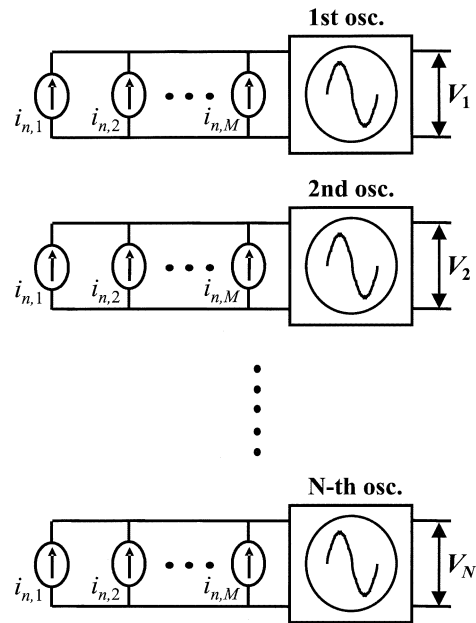 1st osc.
i_{n,1} i_{n,2} i_{n,M} V_1
2nd osc.
i_{n,1} i_{n,2} i_{n,M} V_2
N-th osc.
i_{n,1} i_{n,2} i_{n,M} V_N